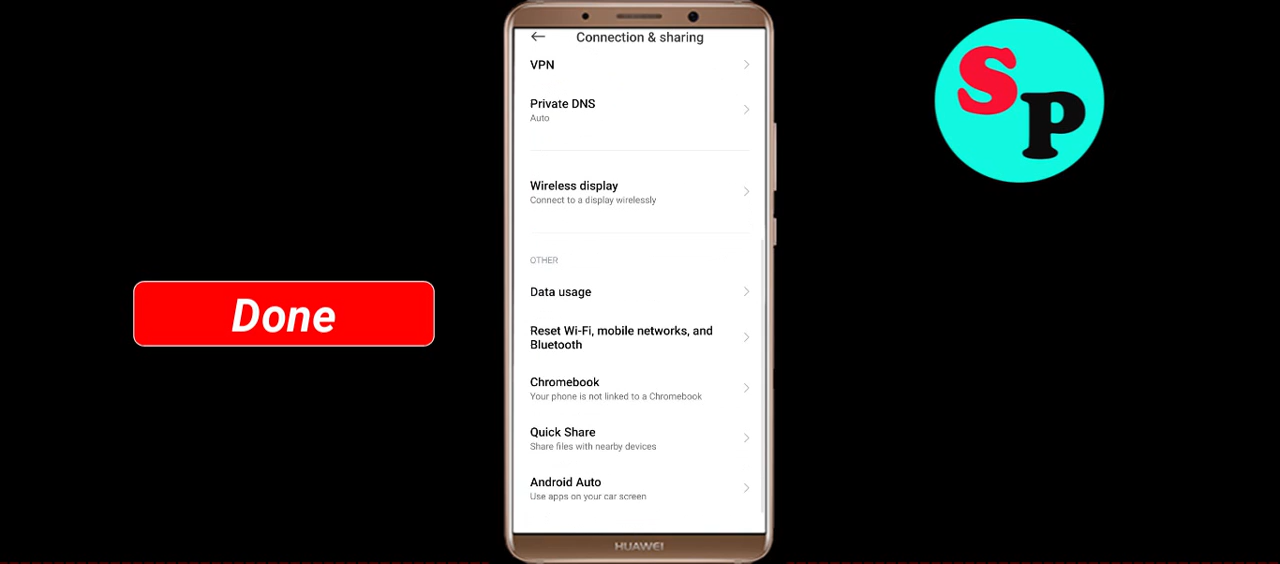 Connection & sharing
VPN
Private DNS
Auto
Wireless display
Connect to a display wirelessly
OTHER
Data usage
Reset Wi-Fi, mobile networks, and
Bluetooth
Chromebook
Your phone is not linked to a Chromebook
Quick Share
Share files with nearby devices
Android Auto
Use apps on your car screen
HUAWEI
Done
SP